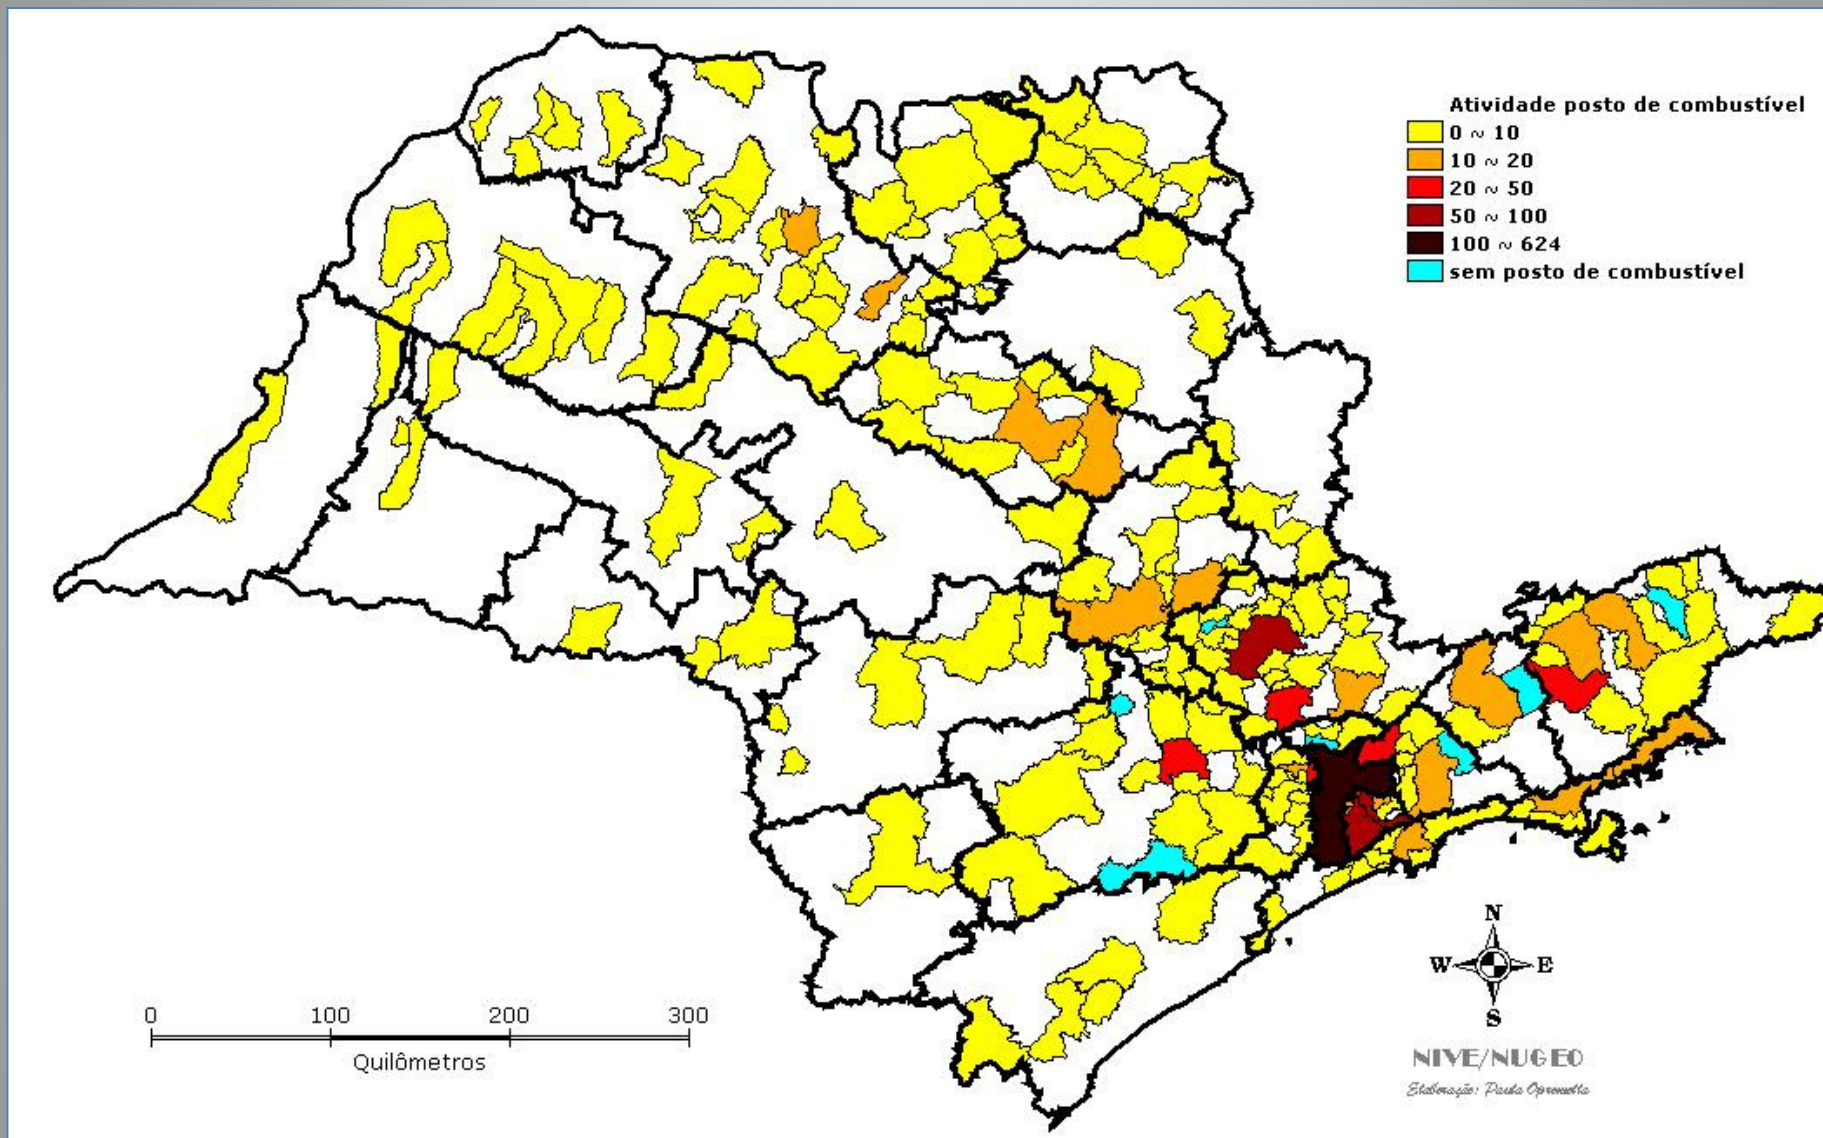 Atividade posto de combustível
0 ~ 10
10 ~ 20
20 ~ 50
50 ~ 100
100 ~ 624
sem posto de combustível
N
W E
S
0 100 200 300
Quilômetros
NIVE/NUGEO
Elaboração: Paula